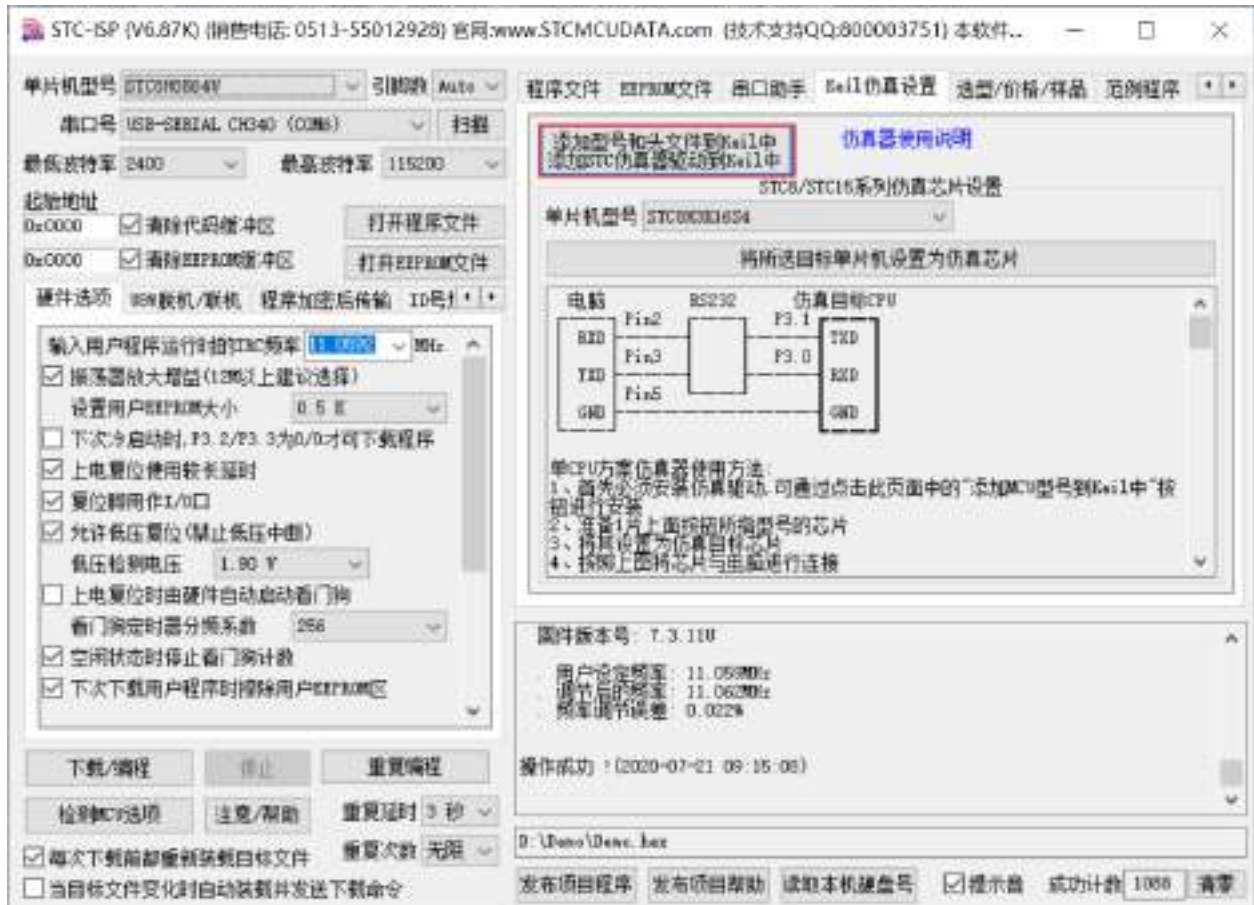 STC-ISP (V6.87K) (销售电话: 0513-55012928) 官网:www.STCMCUDATA.com (技术支持QQ:800003751) 本软件..
单片机型号
引脚数 Auto
串口号 USB-SERIAL CH340 (COM6) 扫描
最低波特率 2400 最高波特率 115200
起始地址
0x0000 清除代码缓冲区 打开程序文件
0x0000 清除EEPROM缓冲区 打开EEPROM文件
硬件选项 USB脱机/联机 程序加密后传输 ID号
输入用户程序运行时的IRC频率 11.0592 MHz
振荡器放大增益(12M以上建议选择)
设置用户EEPROM大小 0.5 K
下次冷启动时,P3.2/P3.3为0/0才可下载程序
上电复位使用较长延时
复位脚用作I/O口
允许低压复位(禁止低压中断)
低压检测电压 1.90 V
上电复位时由硬件自动启动看门狗
看门狗定时器分频系数 256
空闲状态时停止看门狗计数
下次下载用户程序时擦除用户EEPROM区
下载/编程 停止 重复编程
检测MCU选项 注意/帮助 重复延时 3 秒
重复次数 无限
每次下载前都重新装载目标文件
当目标文件变化时自动装载并发送下载命令
程序文件 EEPROM文件 串口助手 Keil仿真设置 选型/价格/样品 范例程序
添加型号和头文件到Keil中
添加STC仿真器驱动到Keil中
仿真器使用说明
STC8/STC15系列仿真芯片设置
单片机型号
将所选目标单片机设置为仿真芯片
电脑 RS232 仿真目标CPU
RXD Pin2 P3.1 TXD
TXD Pin3 P3.0 RXD
GND Pin5 GND
单CPU方案仿真器使用方法:
1、首先必须安装仿真驱动.可通过点击此页面中的"添加MCU型号到Keil中"按
钮进行安装
2、准备1片上面按钮所指型号的芯片
3、将其设置为仿真目标芯片
4、按照上图将芯片与电脑进行连接
固件版本号: 7.3.11U
. 用户设定频率: 11.059MHz
. 调节后的频率: 11.062MHz
. 频率调节误差: 0.022%
操作成功 !(2020-07-21 09:15:08)
D:\Demo\Demo.hex
发布项目程序 发布项目帮助 读取本机硬盘号 提示音 成功计数 1088 清零